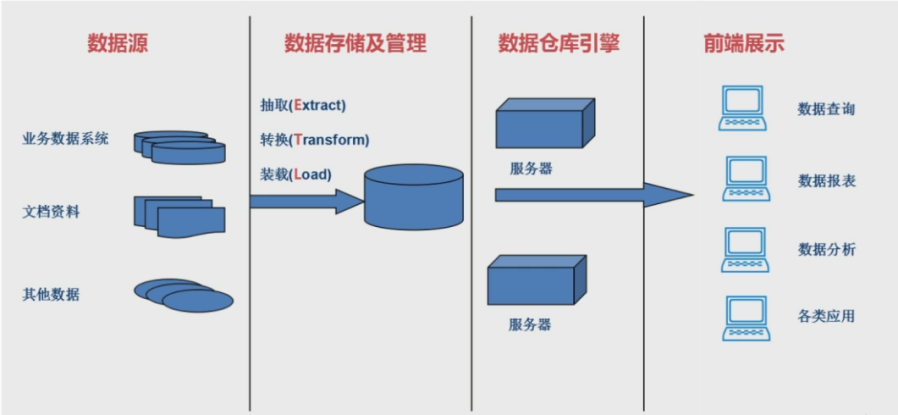 数据源
业务数据系统
文档资料
其他数据
数据存储及管理
抽取(Extract)
转换(Transform)
装载(Load)
数据仓库引擎
服务器
服务器
前端展示
数据查询
数据报表
数据分析
各类应用